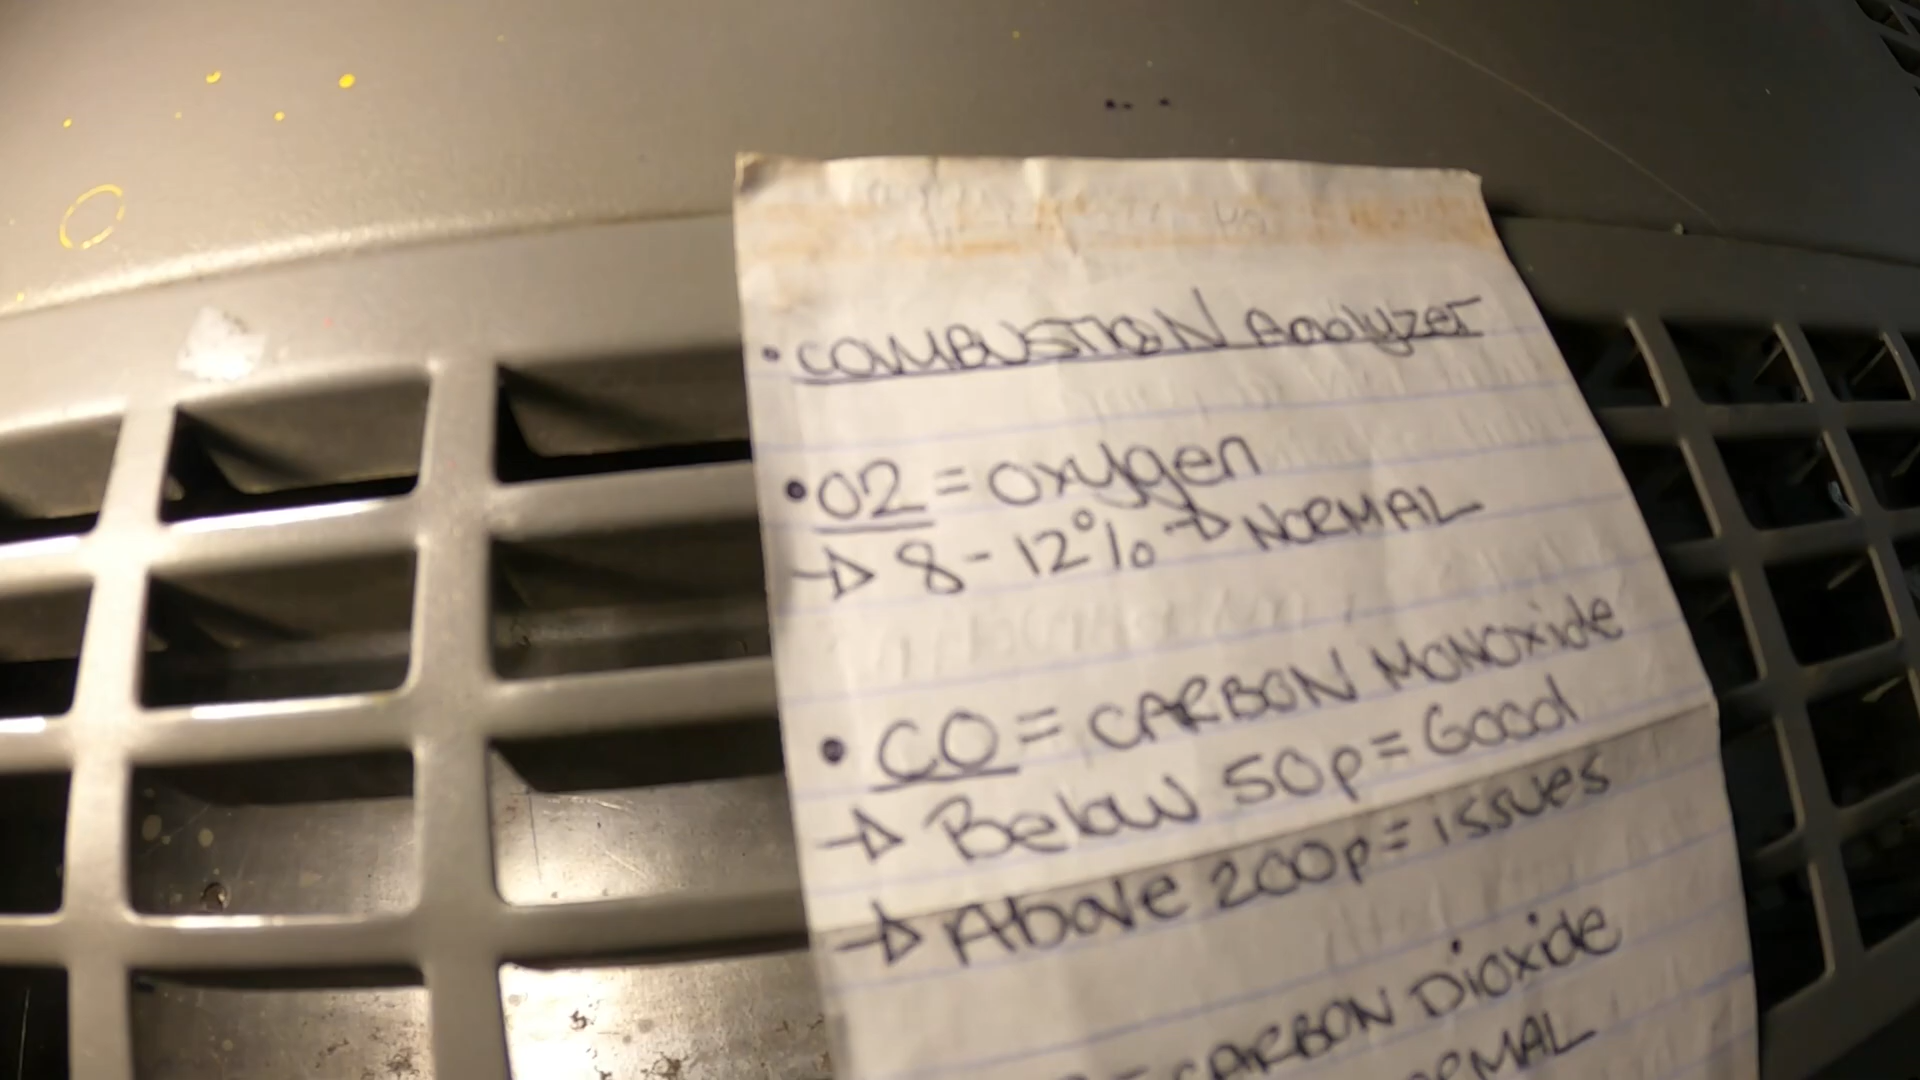 • COMBUSTION Analyzer
• O2 = Oxygen
→ 8 - 12% → NORMAL
• CO = CARBON MONOXide
→ Below 50p = Good
→ Above 200p = issues
= CARBON Dioxide